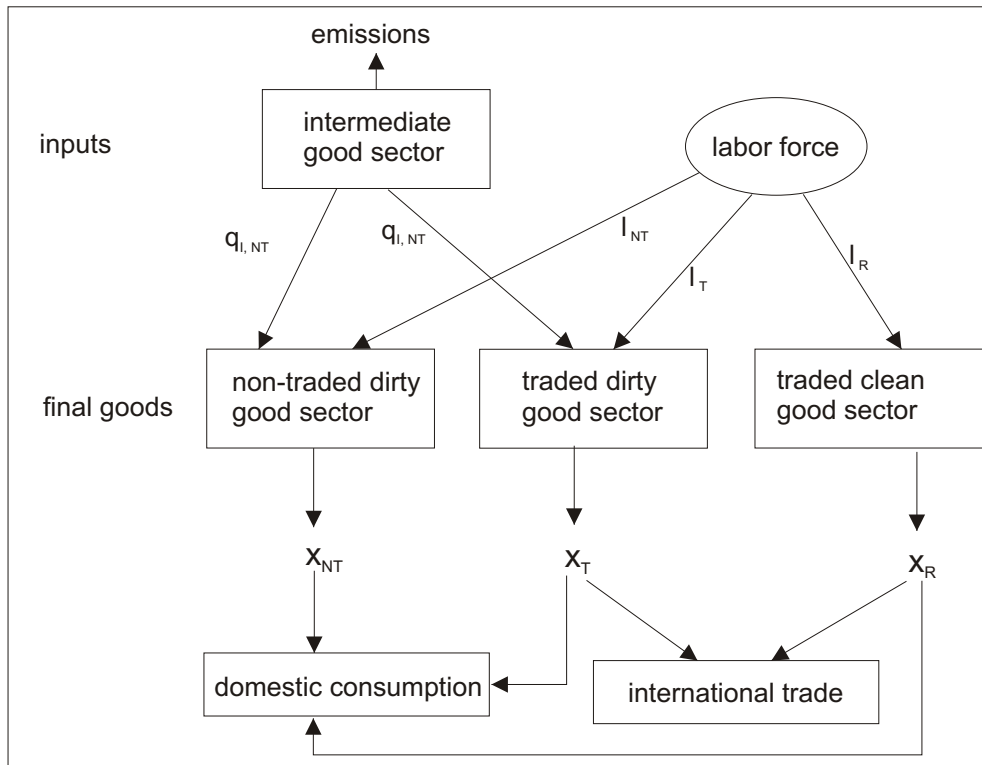 emissions
inputs
intermediate
good sector
labor force
q I, NT
q I, NT
l NT
l T
l R
final goods
non-traded dirty
good sector
traded dirty
good sector
traded clean
good sector
x NT
x T
x R
domestic consumption
international trade